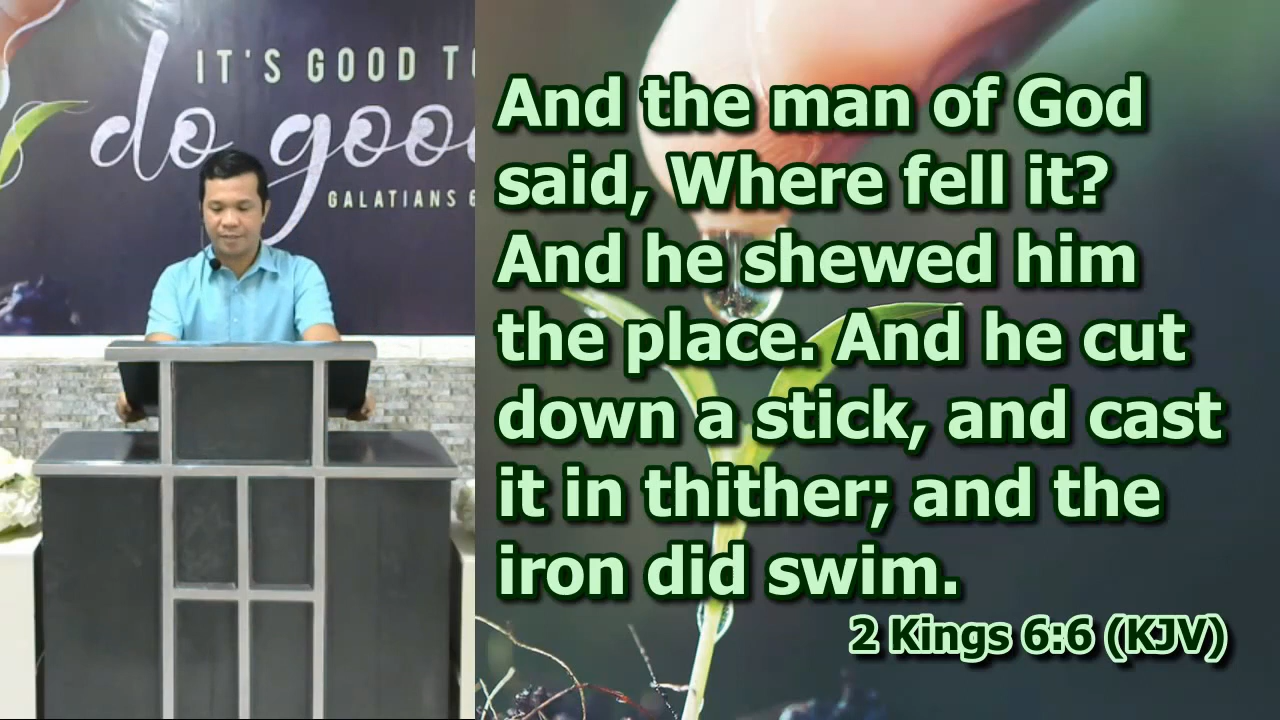 IT'S GOOD TO
do good
GALATIANS 6
And the man of God
said, Where fell it?
And he shewed him
the place. And he cut
down a stick, and cast
it in thither; and the
iron did swim.
2 Kings 6:6 (KJV)